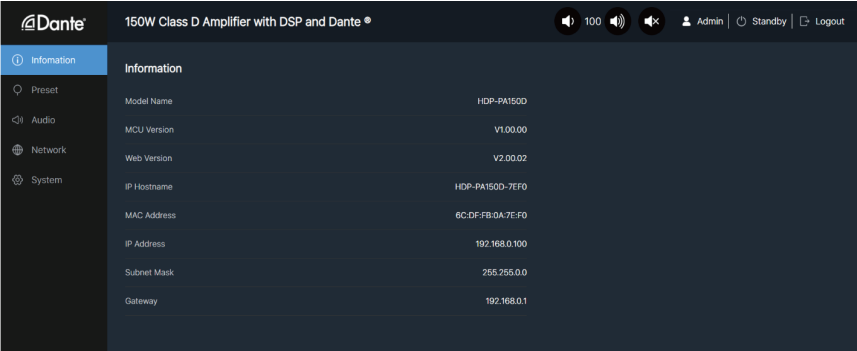 Dante® 150W Class D Amplifier with DSP and Dante ® 100 Admin | Standby | Logout
Infomation
Preset
Audio
Network
System
Information
Model Name HDP-PA150D
MCU Version V1.00.00
Web Version V2.00.02
IP Hostname HDP-PA150D-7EF0
MAC Address 6C:DF:FB:0A:7E:F0
IP Address 192.168.0.100
Subnet Mask 255.255.0.0
Gateway 192.168.0.1